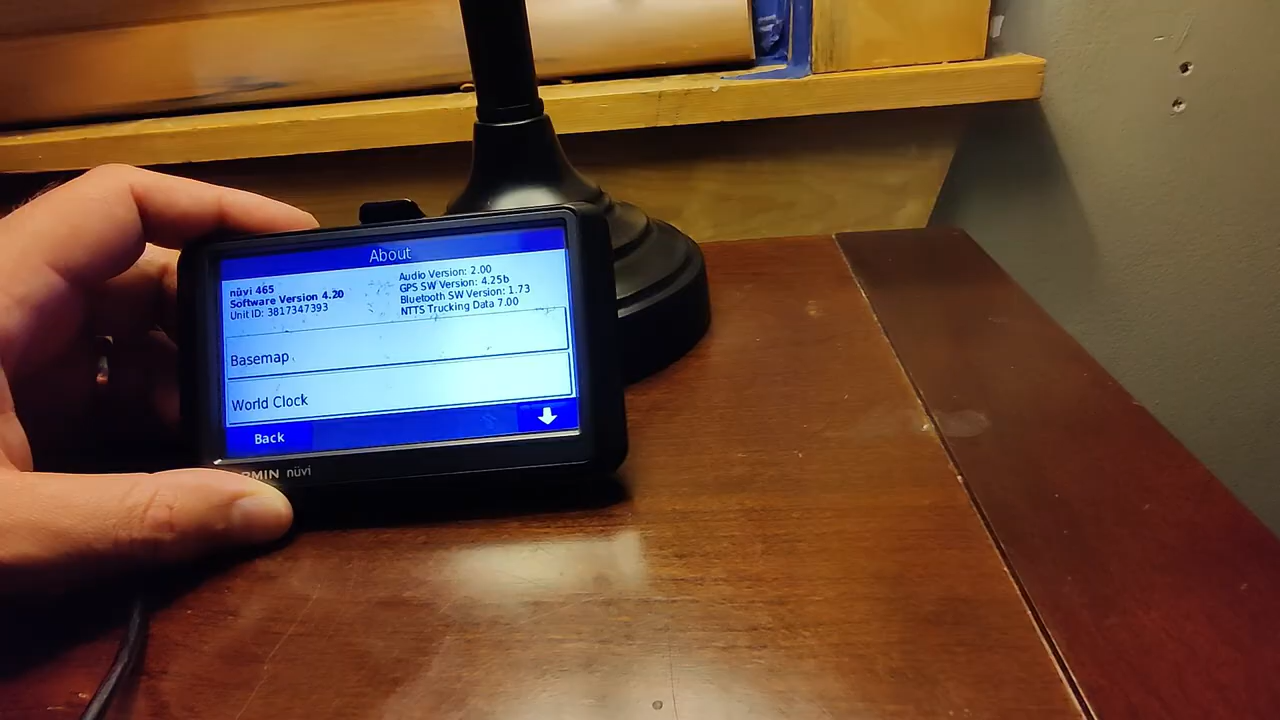 About
nüvi 465
Software Version 4.20
Unit ID: 3817347393
Audio Version: 2.00
GPS SW Version: 4.25b
Bluetooth SW Version: 1.73
NTTS Trucking Data 7.00
Basemap
World Clock
Back
RMIN nüvi